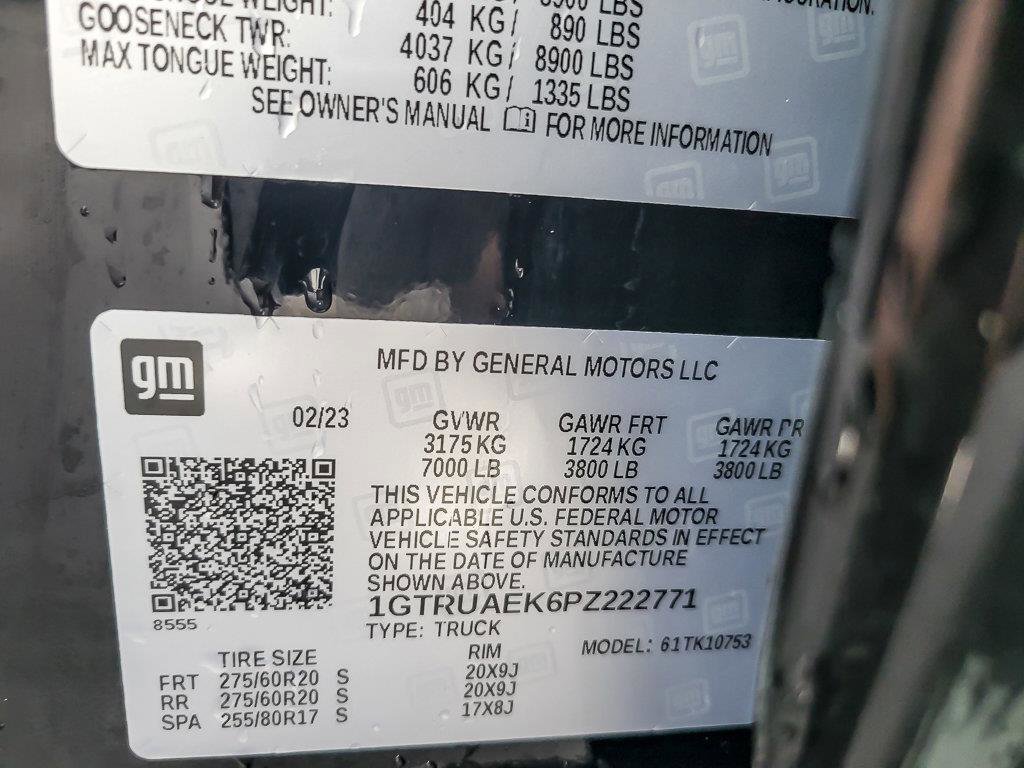 WEIGHT:
LBS
GOOSENECK TWR: 404 KG/ 890 LBS
MAX TONGUE WEIGHT: 4037 KG/ 8900 LBS
606 KG/ 1335 LBS
SEE OWNER'S MANUAL FOR MORE INFORMATION
gm
MFD BY GENERAL MOTORS LLC
02/23 GVWR GAWR FRT GAWR RR
3175 KG 1724 KG 1724 KG
7000 LB 3800 LB 3800 LB
THIS VEHICLE CONFORMS TO ALL
APPLICABLE U.S. FEDERAL MOTOR
VEHICLE SAFETY STANDARDS IN EFFECT
ON THE DATE OF MANUFACTURE
SHOWN ABOVE.
1GTRUAEK6PZ222771
8555
TYPE: TRUCK
MODEL: 61TK10753
TIRE SIZE RIM
FRT 275/60R20 S 20X9J
RR 275/60R20 S 20X9J
SPA 255/80R17 S 17X8J